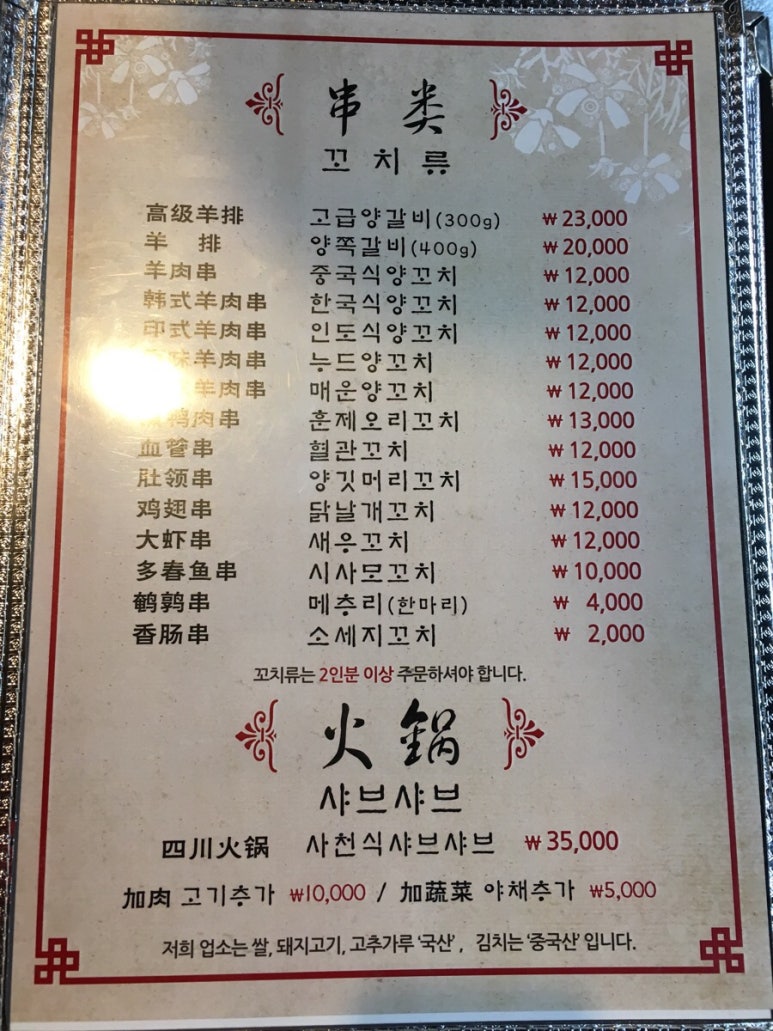 串 类
꼬치류
高级羊排 고급양갈비(300g) ₩23,000
羊 排 양쪽갈비(400g) ₩20,000
羊肉串 중국식양꼬치 ₩12,000
韩式羊肉串 한국식양꼬치 ₩12,000
印式羊肉串 인도식양꼬치 ₩12,000
味羊肉串 누드양꼬치 ₩12,000
羊肉串 매운양꼬치 ₩12,000
鸭肉串 훈제오리꼬치 ₩13,000
血管串 혈관꼬치 ₩12,000
肚领串 양깃머리꼬치 ₩15,000
鸡翅串 닭날개꼬치 ₩12,000
大虾串 새우꼬치 ₩12,000
多春鱼串 시사모꼬치 ₩10,000
鹌鹑串 메추리(한마리) ₩ 4,000
香肠串 소세지꼬치 ₩ 2,000
꼬치류는 2인분 이상 주문하셔야 합니다.
火锅
샤브샤브
四川火锅 사천식샤브샤브 ₩35,000
加肉 고기추가 ₩10,000 / 加蔬菜 야채추가 ₩5,000
저희 업소는 쌀, 돼지고기, 고추가루 '국산', 김치는 '중국산' 입니다.